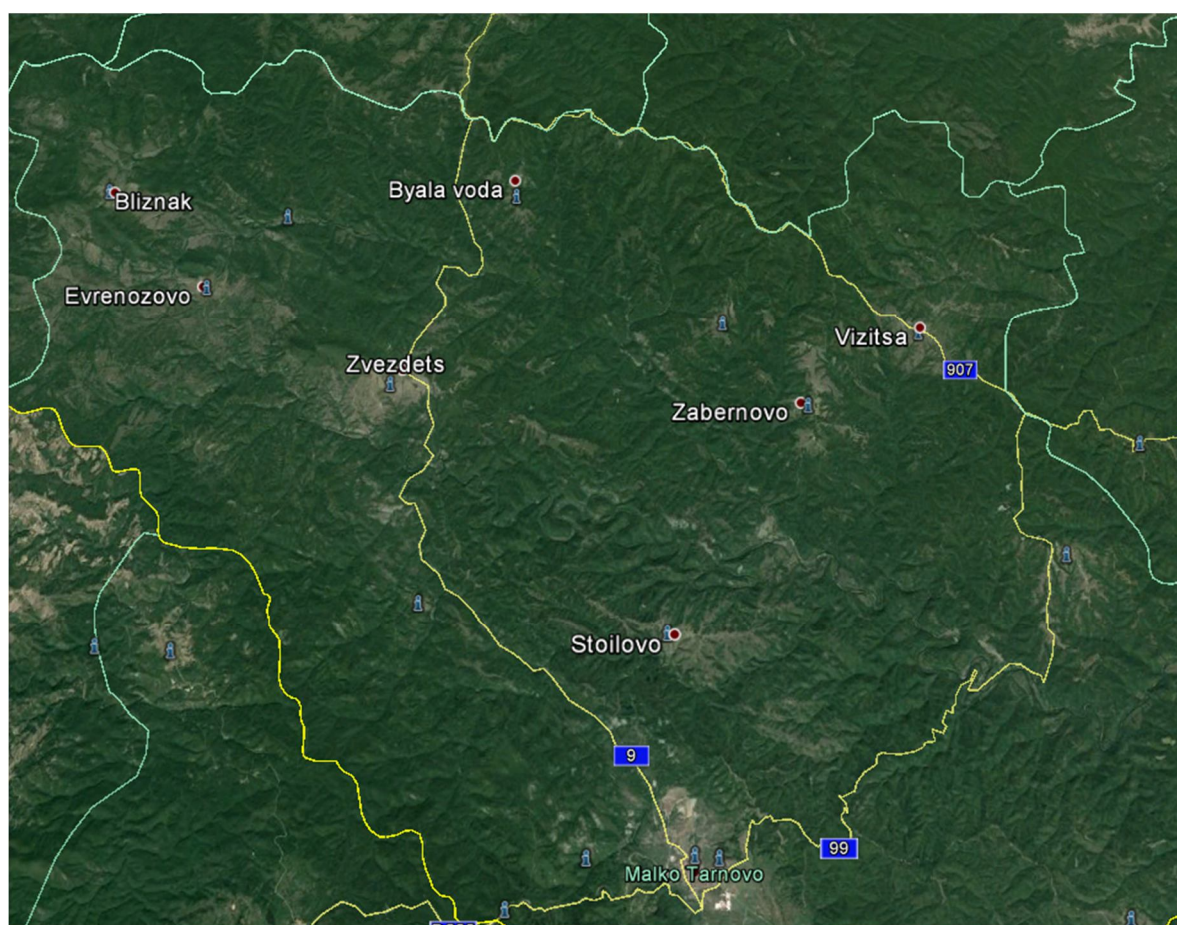 Bliznak
Byala voda
Evrenozovo
Vizitsa
Zvezdets
907
Zabernovo
Stoilovo
9
99
Malko Tarnovo